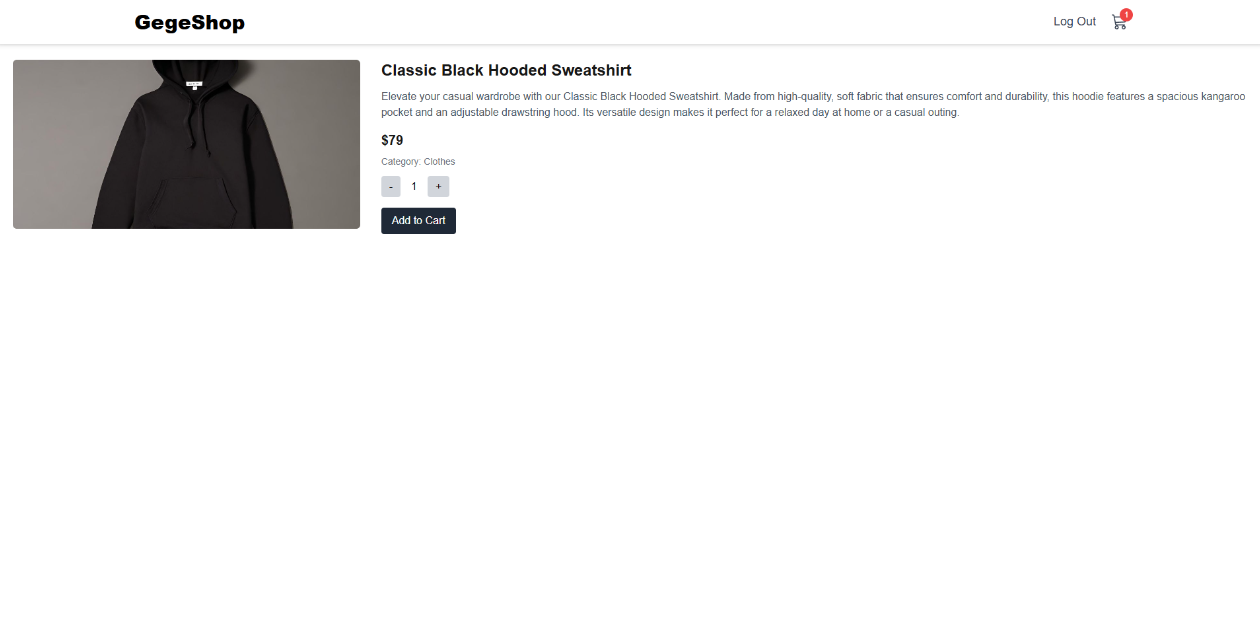 GegeShop
Log Out
1
Classic Black Hooded Sweatshirt
Elevate your casual wardrobe with our Classic Black Hooded Sweatshirt. Made from high-quality, soft fabric that ensures comfort and durability, this hoodie features a spacious kangaroo
pocket and an adjustable drawstring hood. Its versatile design makes it perfect for a relaxed day at home or a casual outing.
$79
Category: Clothes
- 1 +
Add to Cart